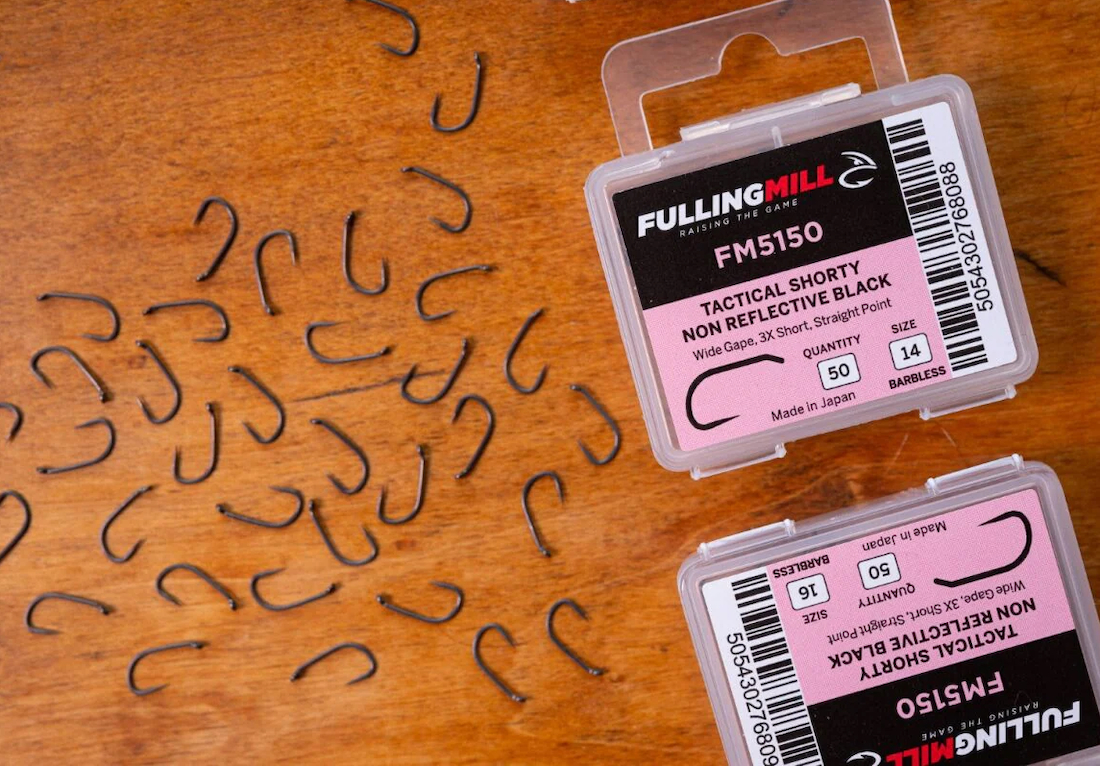 FULLINGMILL
RAISING THE GAME
FM5150
TACTICAL SHORTY
NON REFLECTIVE BLACK
Wide Gape, 3X Short, Straight Point
QUANTITY
50
SIZE
14
BARBLESS
Made in Japan
5054302768088
FULLINGMILL
RAISING THE GAME
FM5150
TACTICAL SHORTY
NON REFLECTIVE BLACK
Wide Gape, 3X Short, Straight Point
QUANTITY
50
SIZE
16
BARBLESS
Made in Japan
505430276809